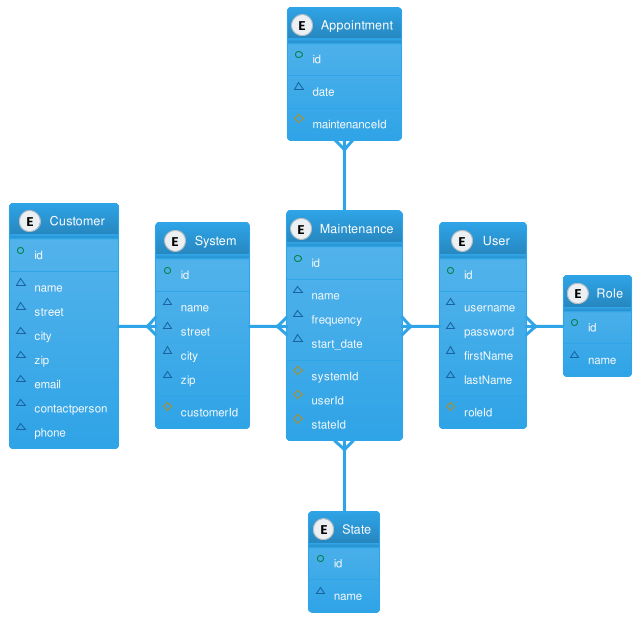 E Appointment
id
date
maintenanceId
E Customer
id
name
street
city
zip
email
contactperson
phone
E System
id
name
street
city
zip
customerId
E Maintenance
id
name
frequency
start_date
systemId
userId
stateId
E User
id
username
password
firstName
lastName
roleId
E Role
id
name
E State
id
name